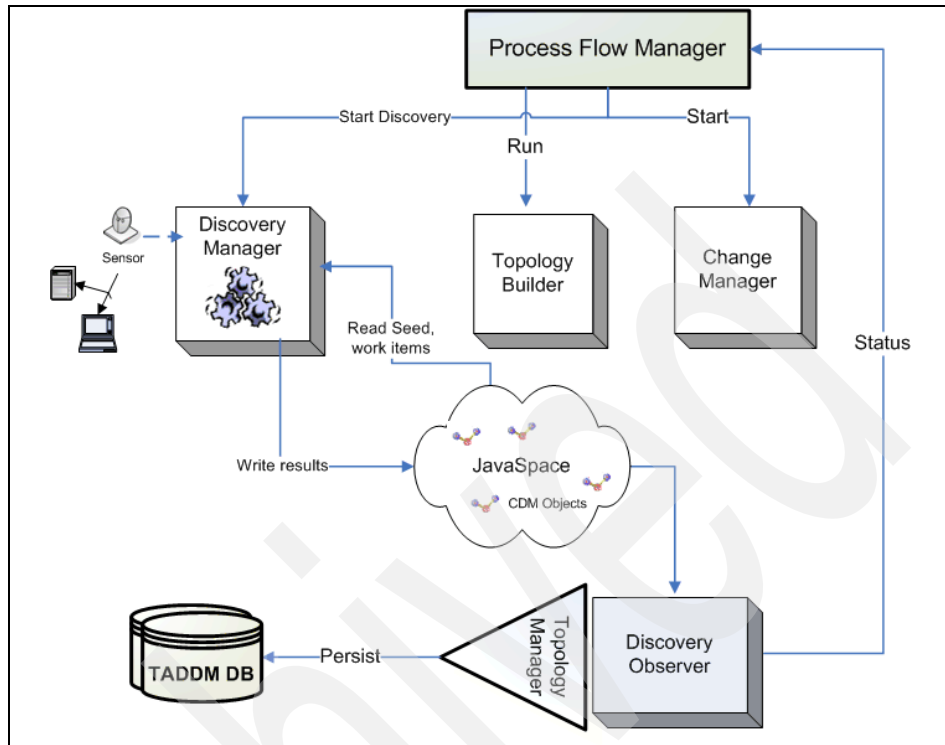 Process Flow Manager
Start Discovery
Start
Run
Discovery
Manager
Sensor
Topology
Builder
Change
Manager
Read Seed,
work items
Status
JavaSpace
CDM Objects
Write results
Topology
Manager
Discovery
Observer
Persist
TADDM DB
hived